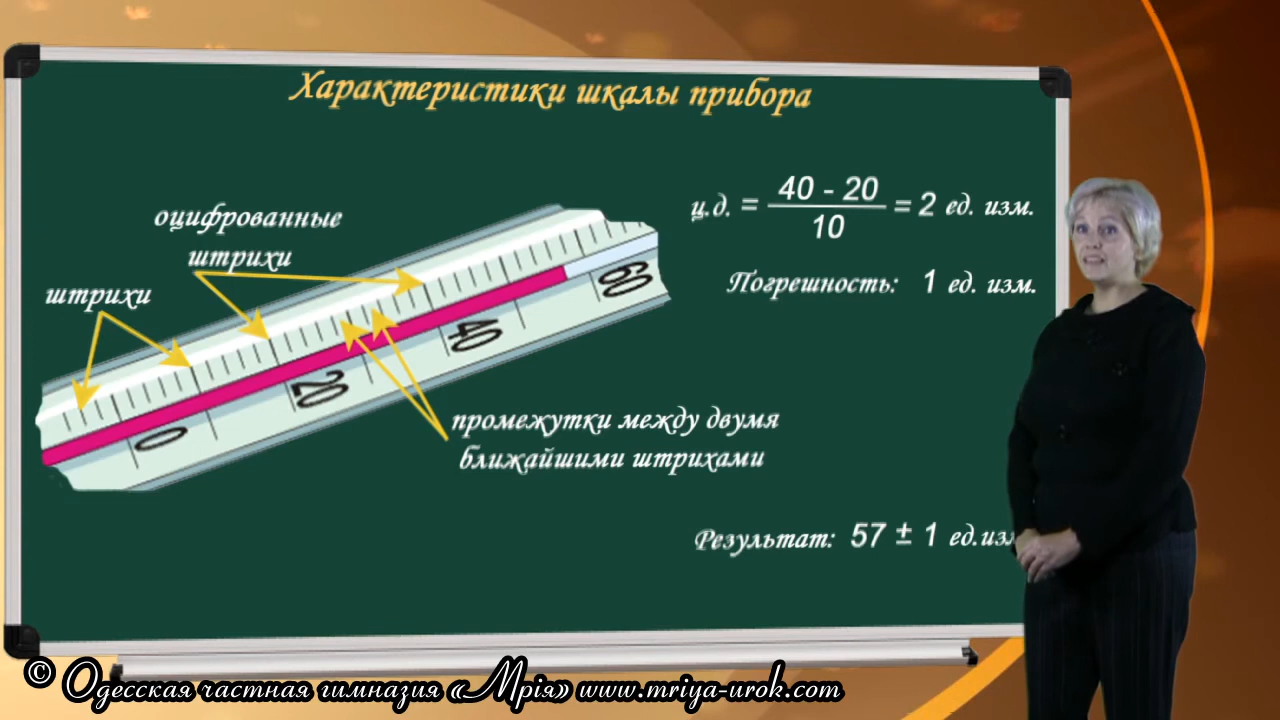 Характеристики шкалы прибора
оцифрованные
штрихи
штрихи
ц.д. = 40 - 20 / 10 = 2 ед. изм.
Погрешность: 1 ед. изм.
0
20
40
60
промежутки между двумя
ближайшими штрихами
Результат: 57 ± 1 ед.изм
© Одесская частная гимназия «Мрія» www.mriya-urok.com